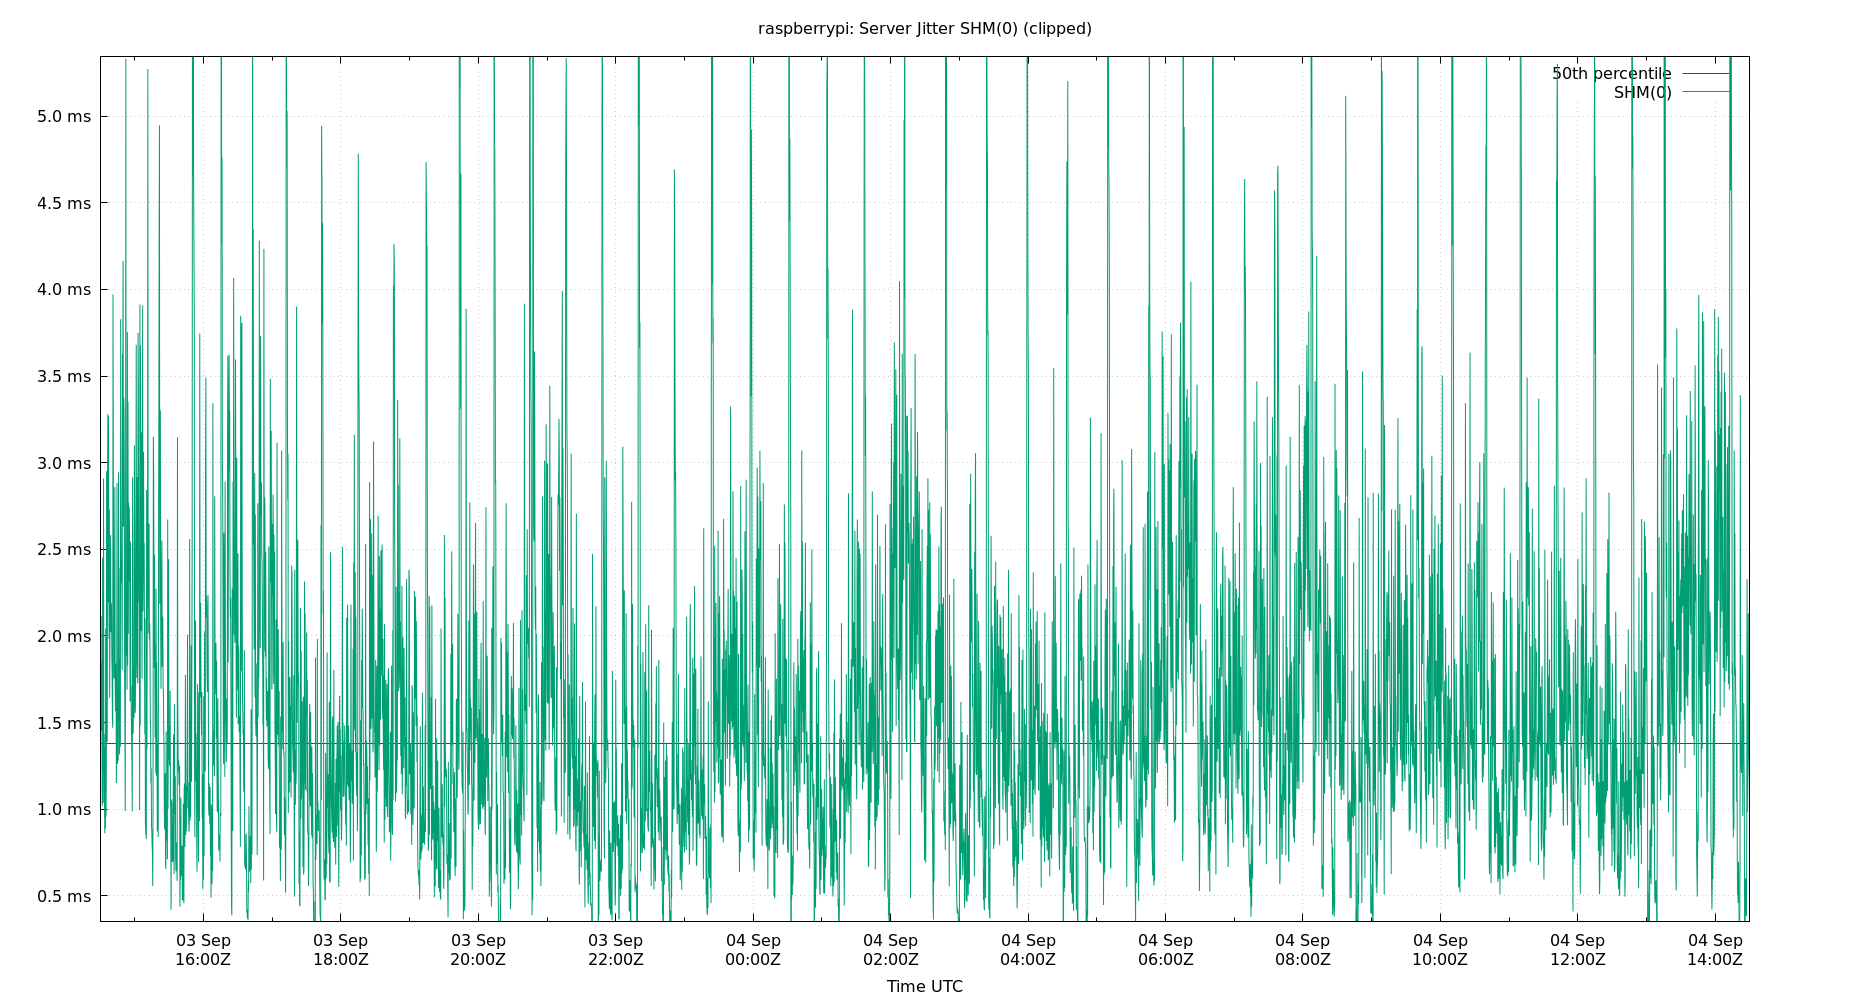 raspberrypi: Server Jitter SHM(0) (clipped)
50th percentile
SHM(0)
5.0 ms
4.5 ms
4.0 ms
3.5 ms
3.0 ms
2.5 ms
2.0 ms
1.5 ms
1.0 ms
0.5 ms
03 Sep 03 Sep 03 Sep 03 Sep 04 Sep 04 Sep 04 Sep 04 Sep 04 Sep 04 Sep 04 Sep 04 Sep
16:00Z 18:00Z 20:00Z 22:00Z 00:00Z 02:00Z 04:00Z 06:00Z 08:00Z 10:00Z 12:00Z 14:00Z
Time UTC